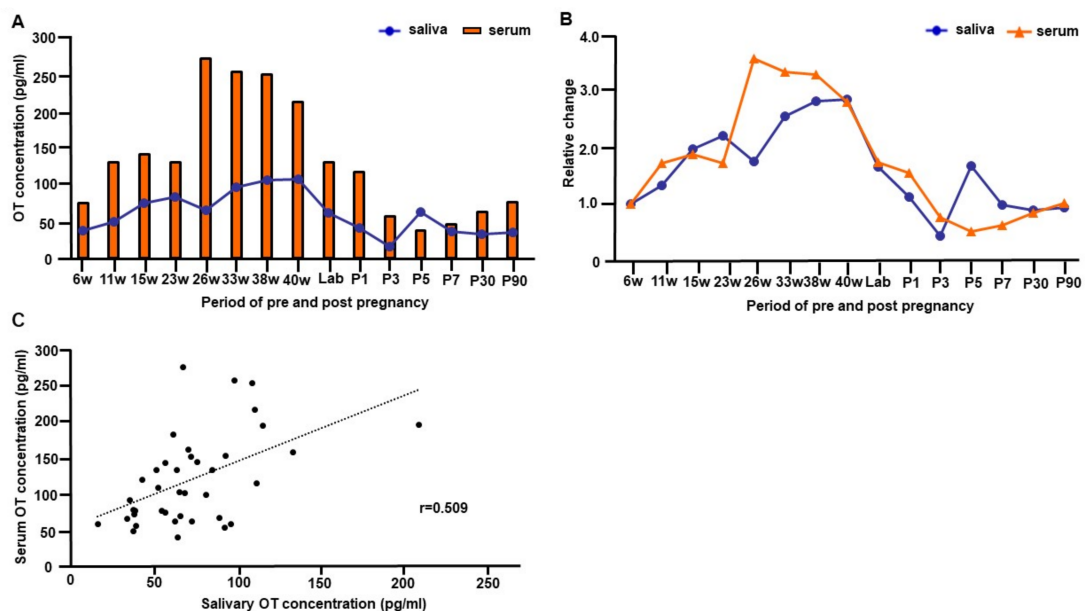 A
saliva serum
OT concentration (pg/ml)
300
250
200
150
100
50
0
6w 11w 15w 23w 26w 33w 38w 40w Lab P1 P3 P5 P7 P30 P90
Period of pre and post pregnancy
B
saliva serum
Relative change
4.0
3.0
2.0
1.0
0
6w 11w 15w 23w 26w 33w 38w 40w Lab P1 P3 P5 P7 P30 P90
Period of pre and post pregnancy
C
Serum OT concentration (pg/ml)
300
250
200
150
100
50
0
r=0.509
0 50 100 150 200 250
Salivary OT concentration (pg/ml)